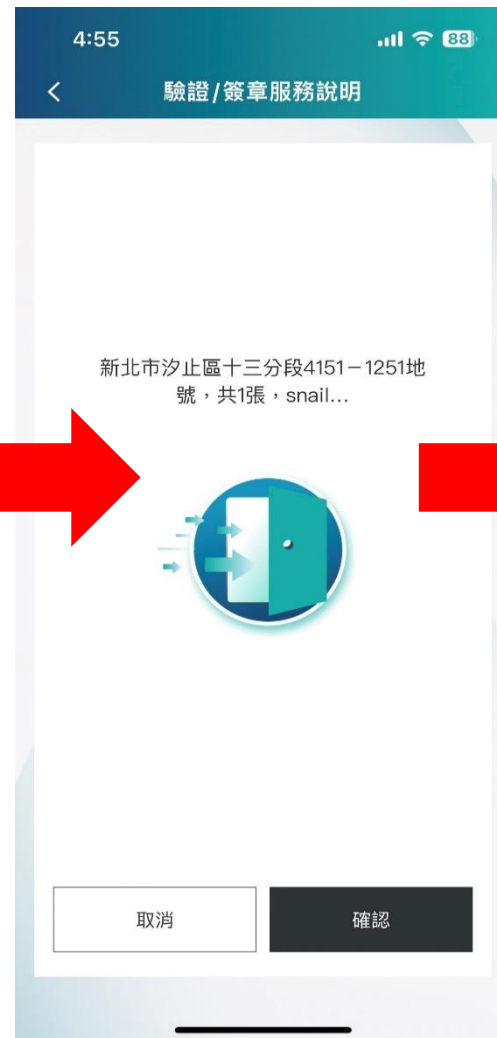 4:55
88
驗證/簽章服務說明
新北市汐止區十三分段4151－1251地
號，共1張，snail...
取消
確認